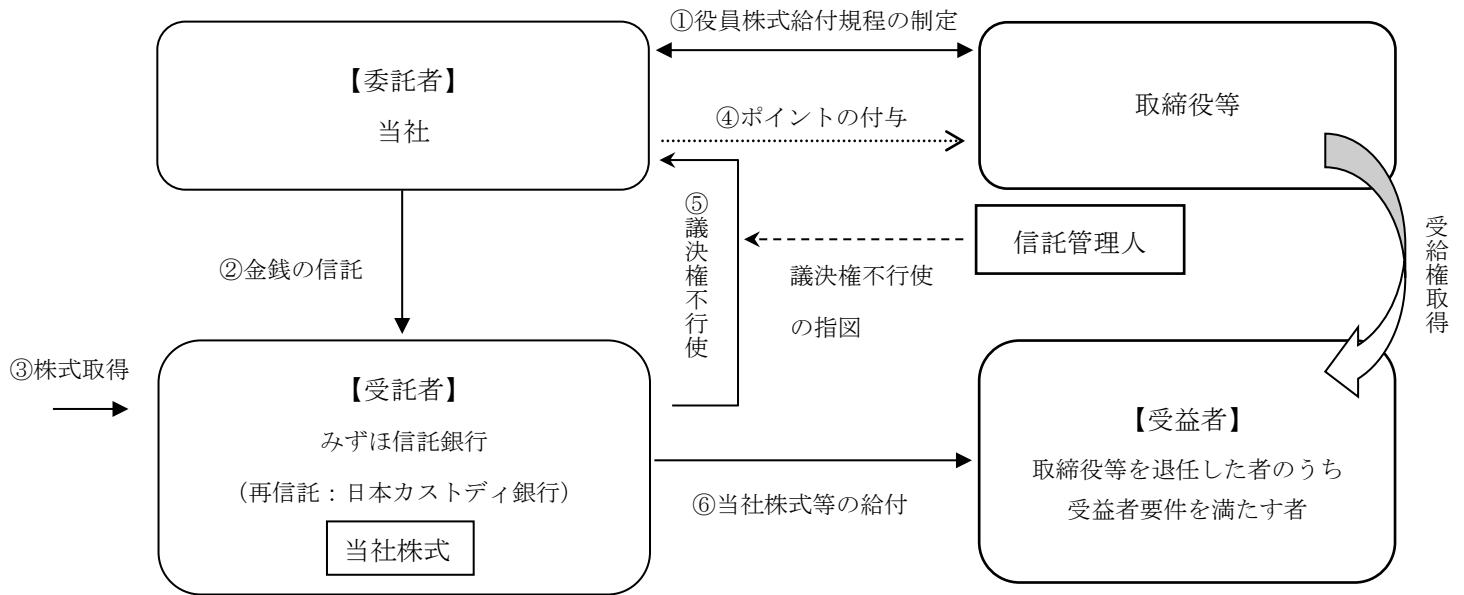 ①役員株式給付規程の制定
【委託者】
当社
取締役等
④ポイントの付与
⑤議決権不行使
信託管理人
議決権不行使
の指図
受給権取得
②金銭の信託
③株式取得
【受託者】
みずほ信託銀行
（再信託：日本カストディ銀行）
当社株式
⑥当社株式等の給付
【受益者】
取締役等を退任した者のうち
受益者要件を満たす者